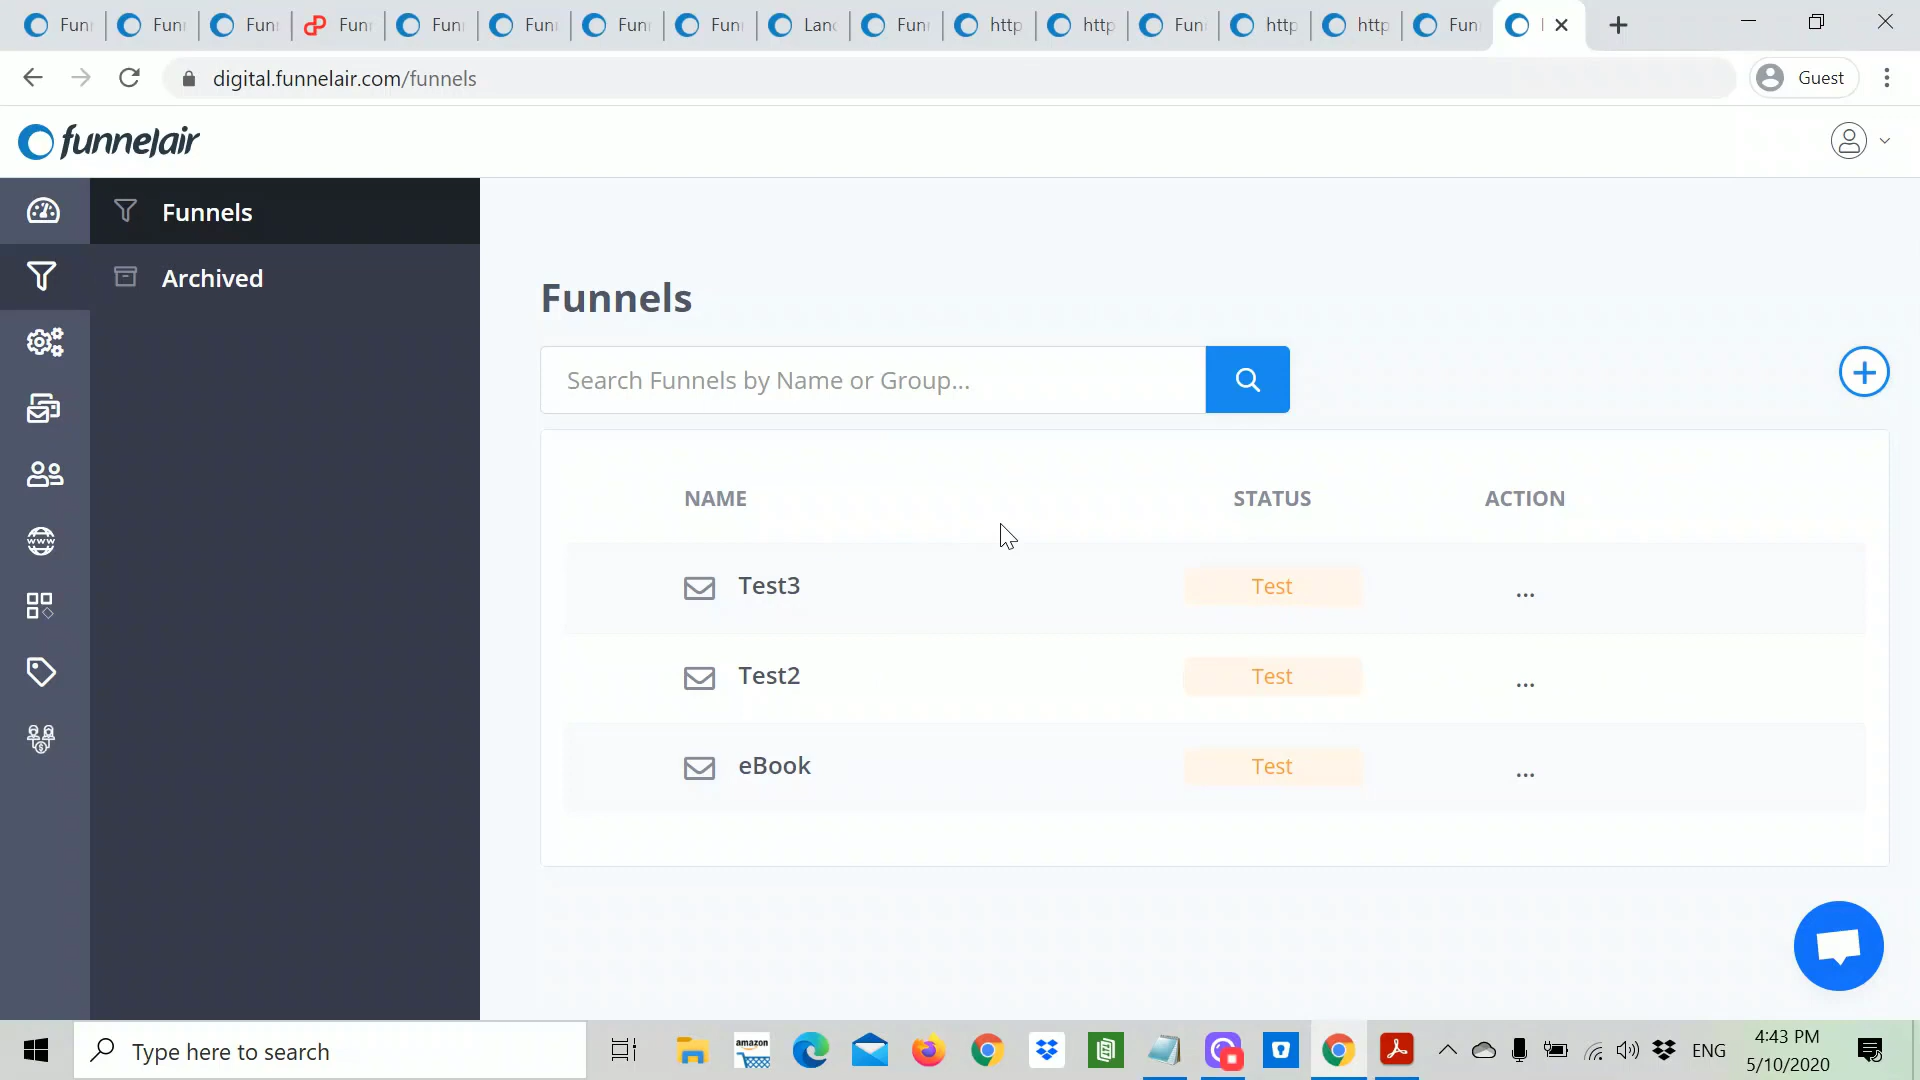 Fun
Fun
Fun
Fun
Fun
Fun
Fun
Fun
Lan
Fun
http
http
Fun
http
http
Fun
digital.funnelair.com/funnels
Guest
funnelair
Funnels
Archived
Funnels
Search Funnels by Name or Group...
NAME STATUS ACTION
Test3 Test ...
Test2 Test ...
eBook Test ...
Type here to search
amazon
ENG
4:43 PM
5/10/2020